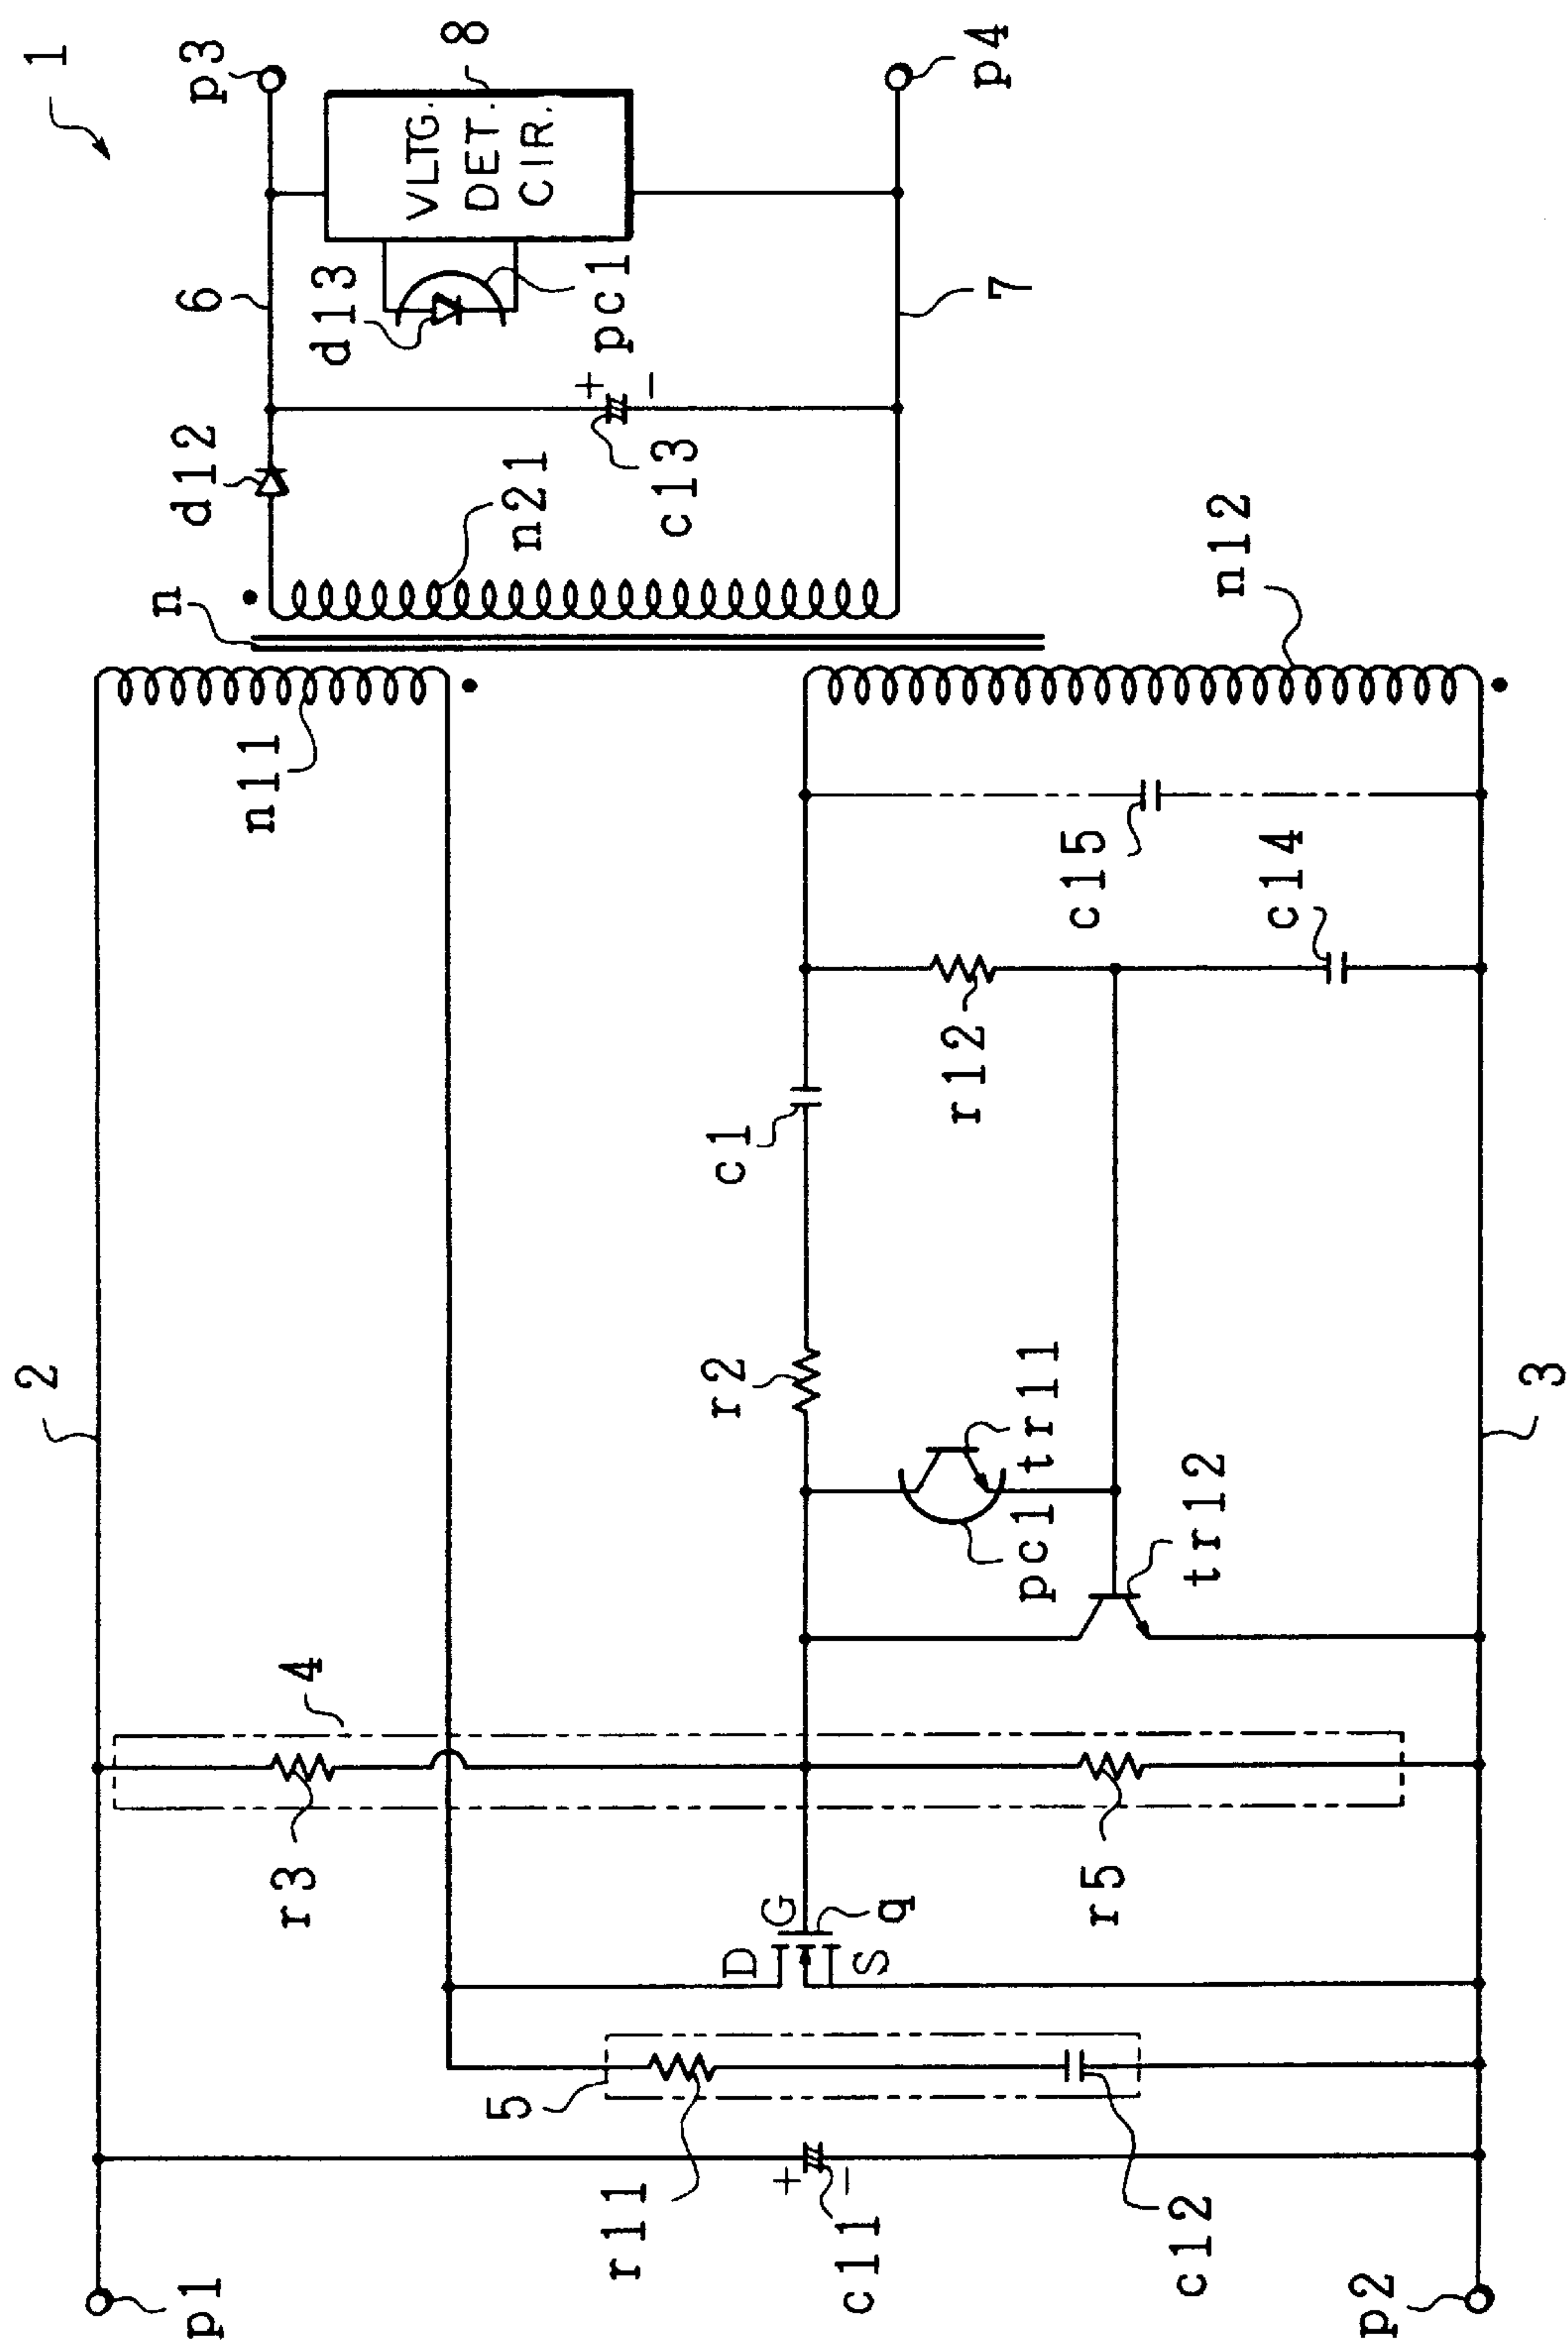 1
p3
8
VLTG.
DET.
CIR.
p4
6
d13
pc1
7
d12
c13
n21
n
n12
n11
c15
c14
r12
c1
2
r2
tr11
pc1
tr12
3
4
r3
r5
G
D
S
q
5
r11
+
-
c11
c12
+
-
p1
p2